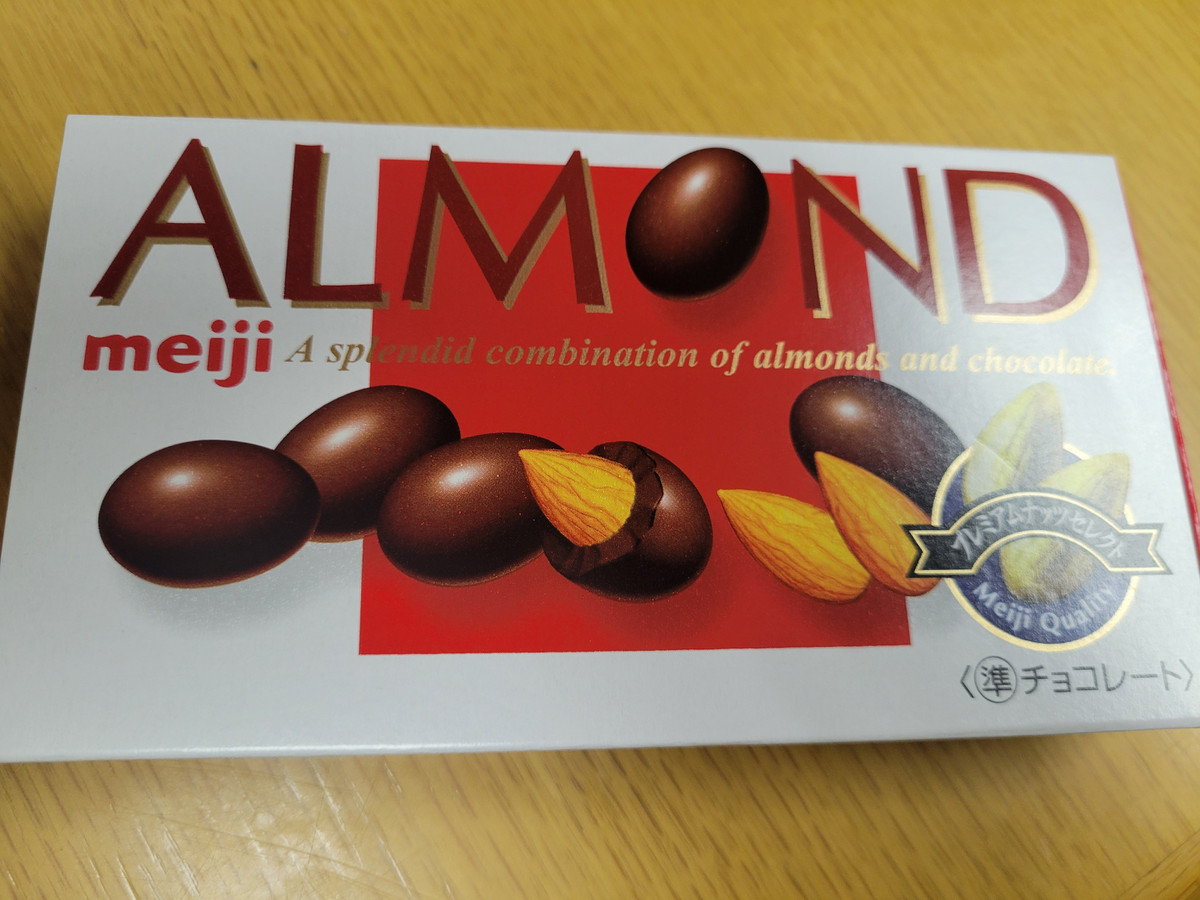 ALMOND
meiji A splendid combination of almonds and chocolate.
プレミアムナッツセレクト
Meiji Quality
〈準チョコレート〉